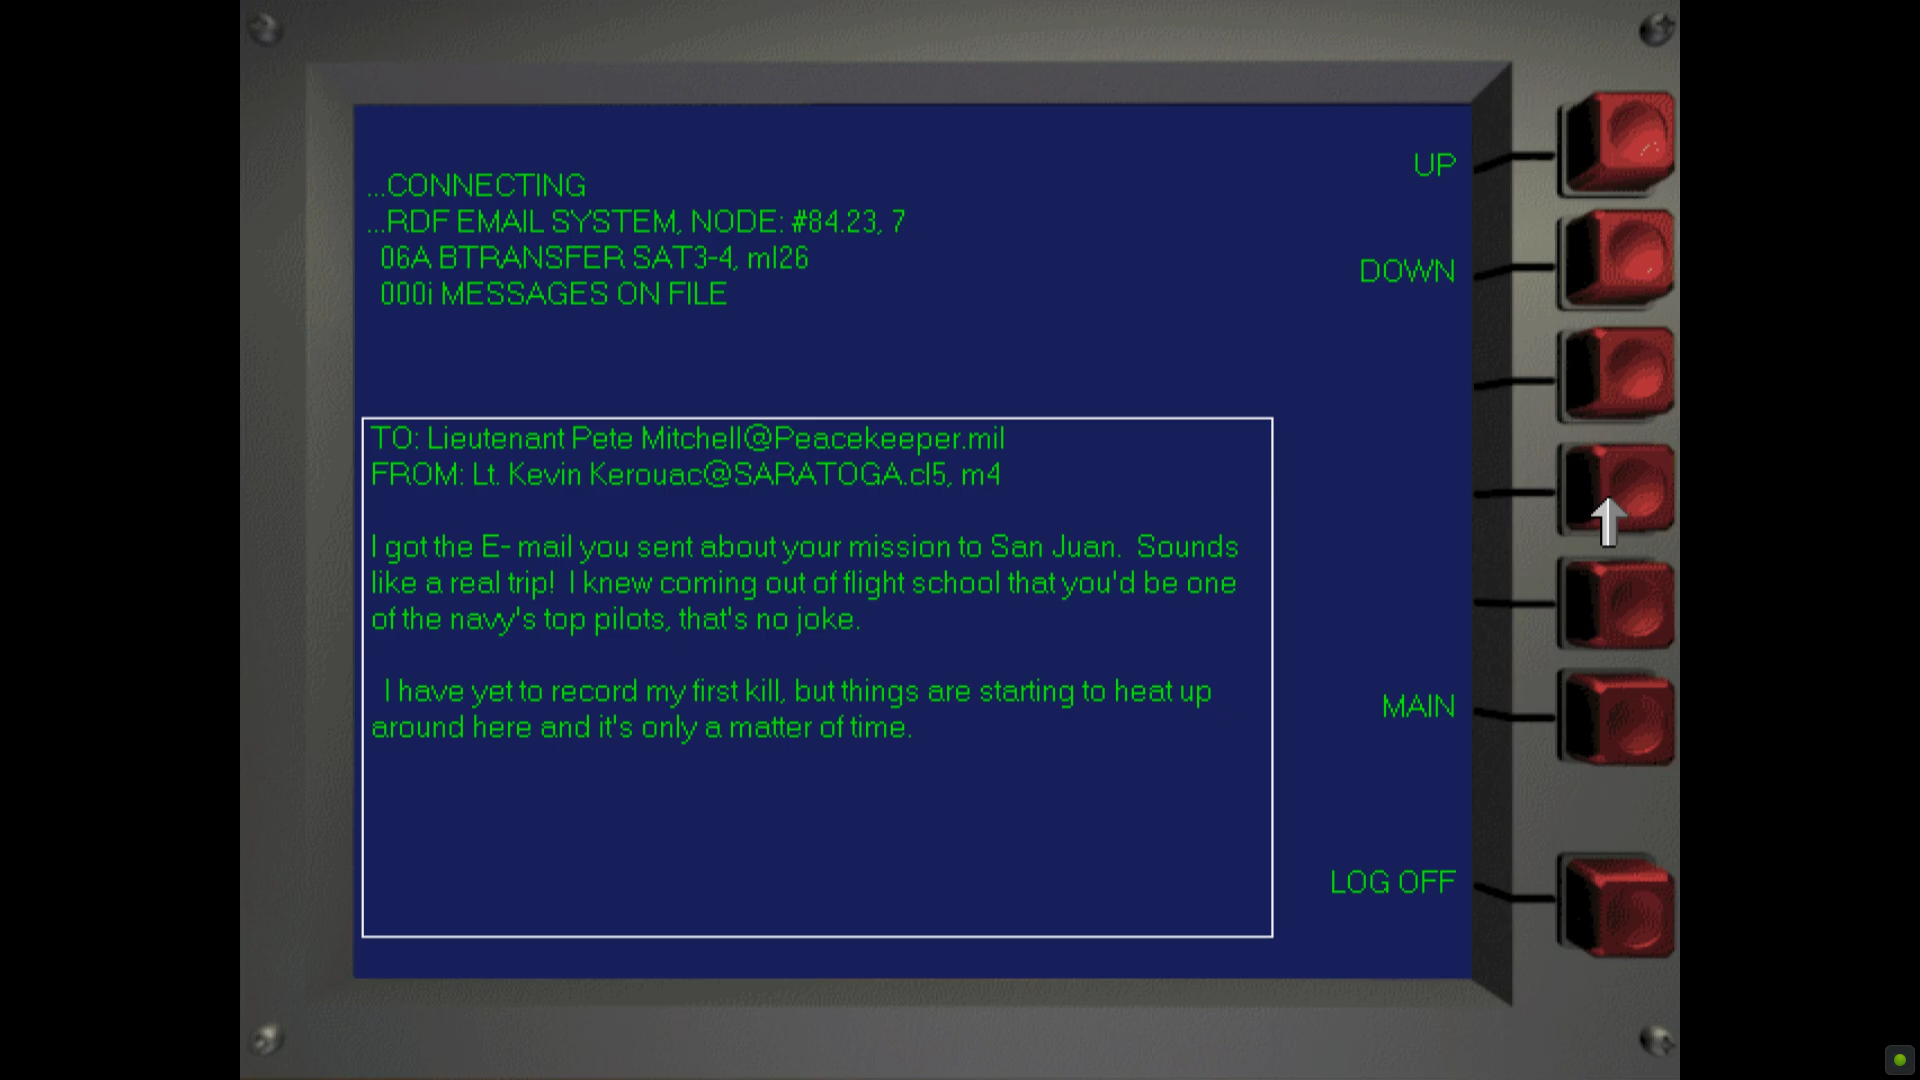 ...CONNECTING
...RDF EMAIL SYSTEM, NODE: #84.23, 7
06A BTRANSFER SAT3-4, ml26
000i MESSAGES ON FILE
TO: Lieutenant Pete Mitchell@Peacekeeper.mil
FROM: Lt. Kevin Kerouac@SARATOGA.cl5, m4
I got the E- mail you sent about your mission to San Juan.  Sounds
like a real trip!  I knew coming out of flight school that you'd be one
of the navy's top pilots, that's no joke.
I have yet to record my first kill, but things are starting to heat up
around here and it's only a matter of time.
UP
DOWN
MAIN
LOG OFF